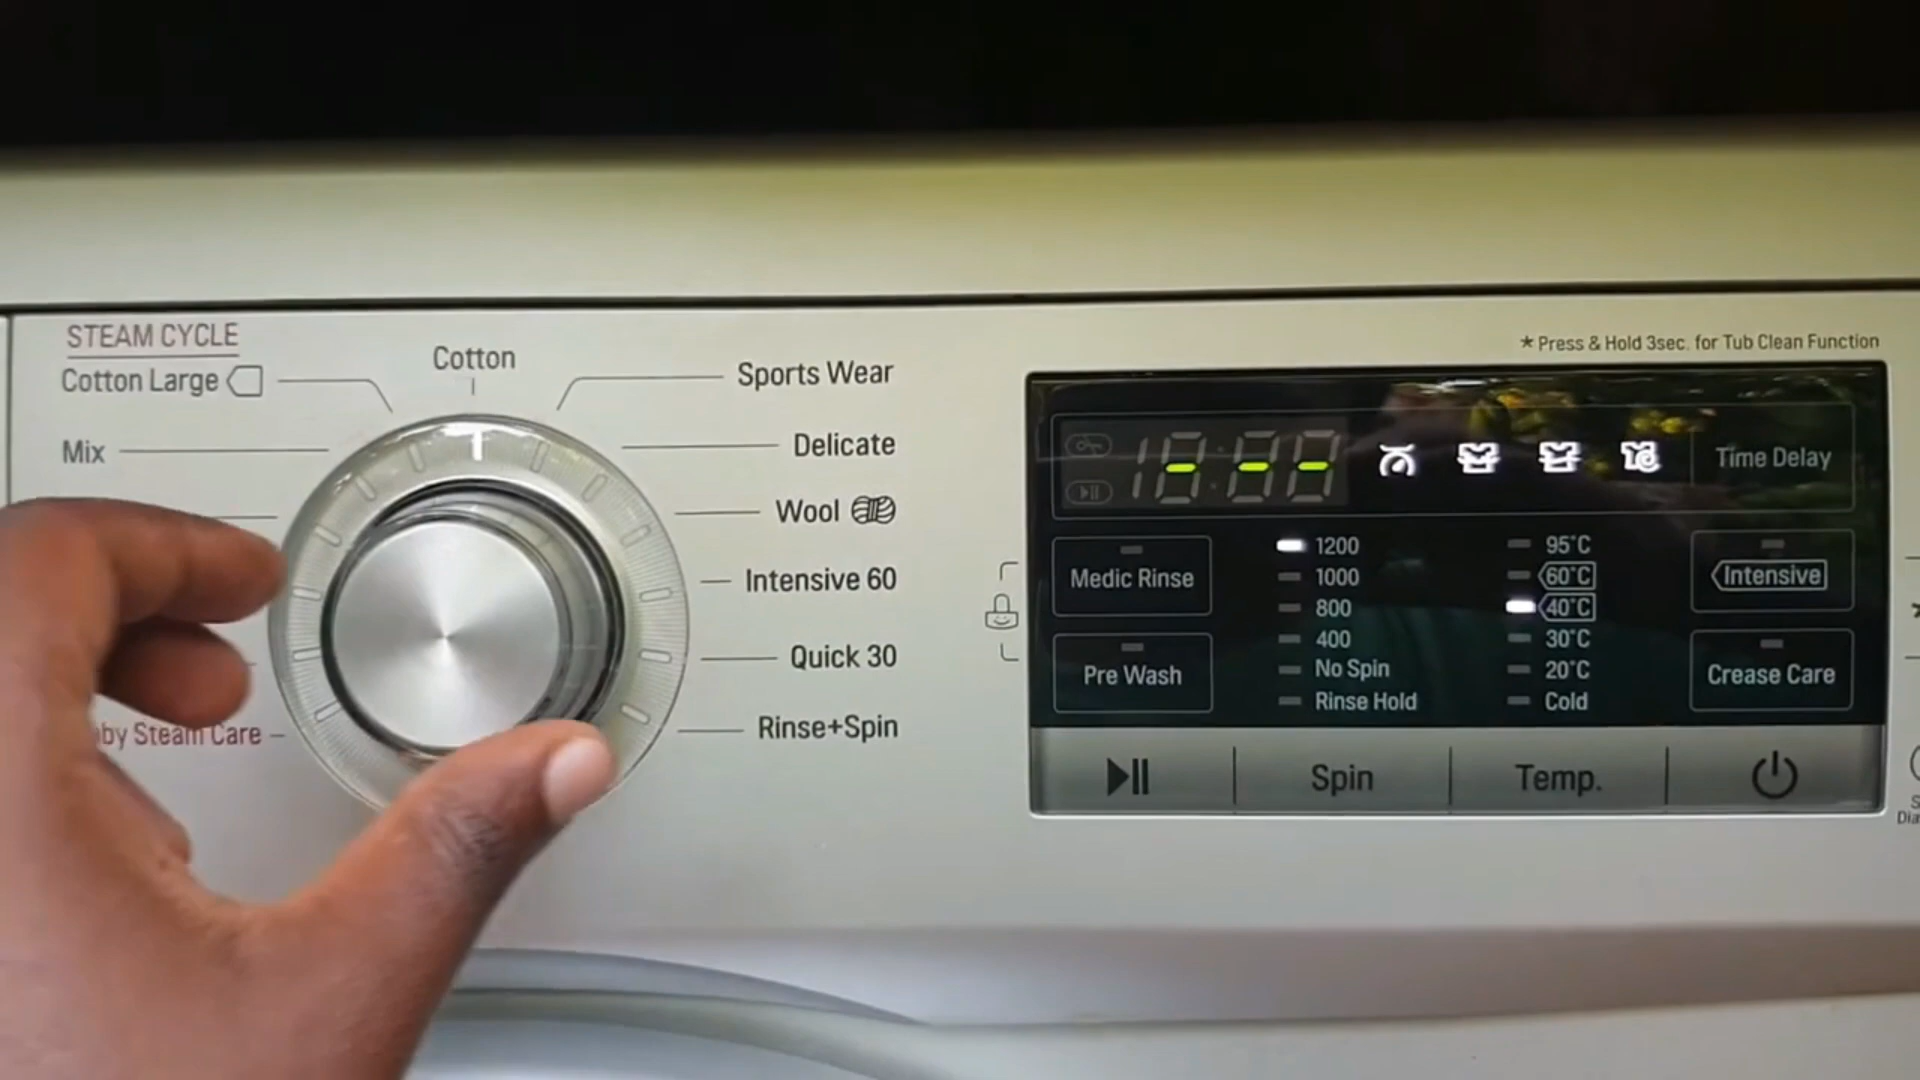 STEAM CYCLE
Cotton Large
Mix
Steam Care
Cotton
Sports Wear
Delicate
Wool
Intensive 60
Quick 30
Rinse+Spin
* Press & Hold 3sec. for Tub Clean Function
- - -
Time Delay
Medic Rinse
Pre Wash
1200
1000
800
400
No Spin
Rinse Hold
95°C
60°C
40°C
30°C
20°C
Cold
Intensive
Crease Care
Spin
Temp.